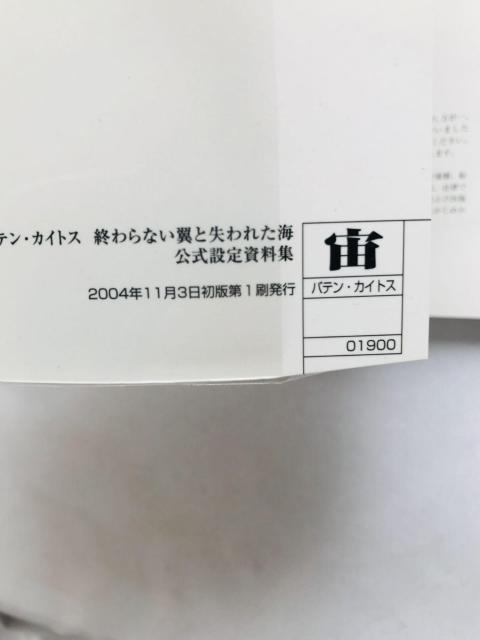 テン・カイトス 終わらない翼と失われた海
公式設定資料集
2004年11月3日初版第1刷発行
宙
バテン・カイトス
01900